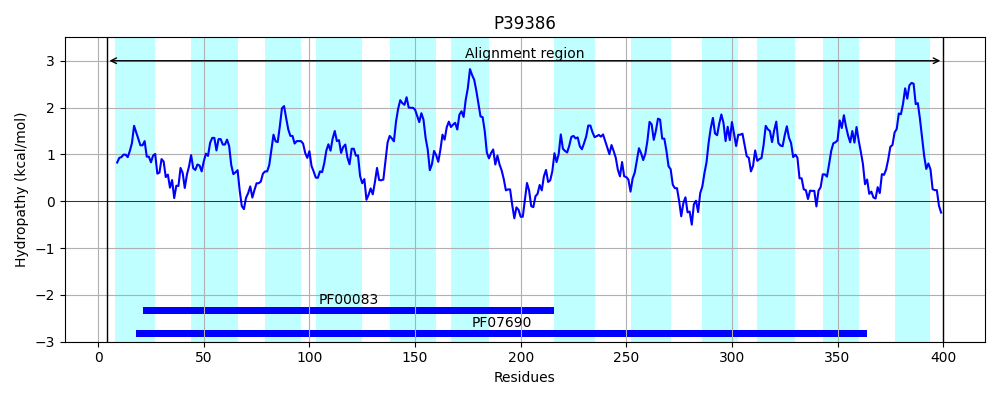 P39386
Alignment region
3
2
1
0
−1
−2
−3
Hydropathy (kcal/mol)
PF00083
PF07690
0 50 100 150 200 250 300 350 400
Residues